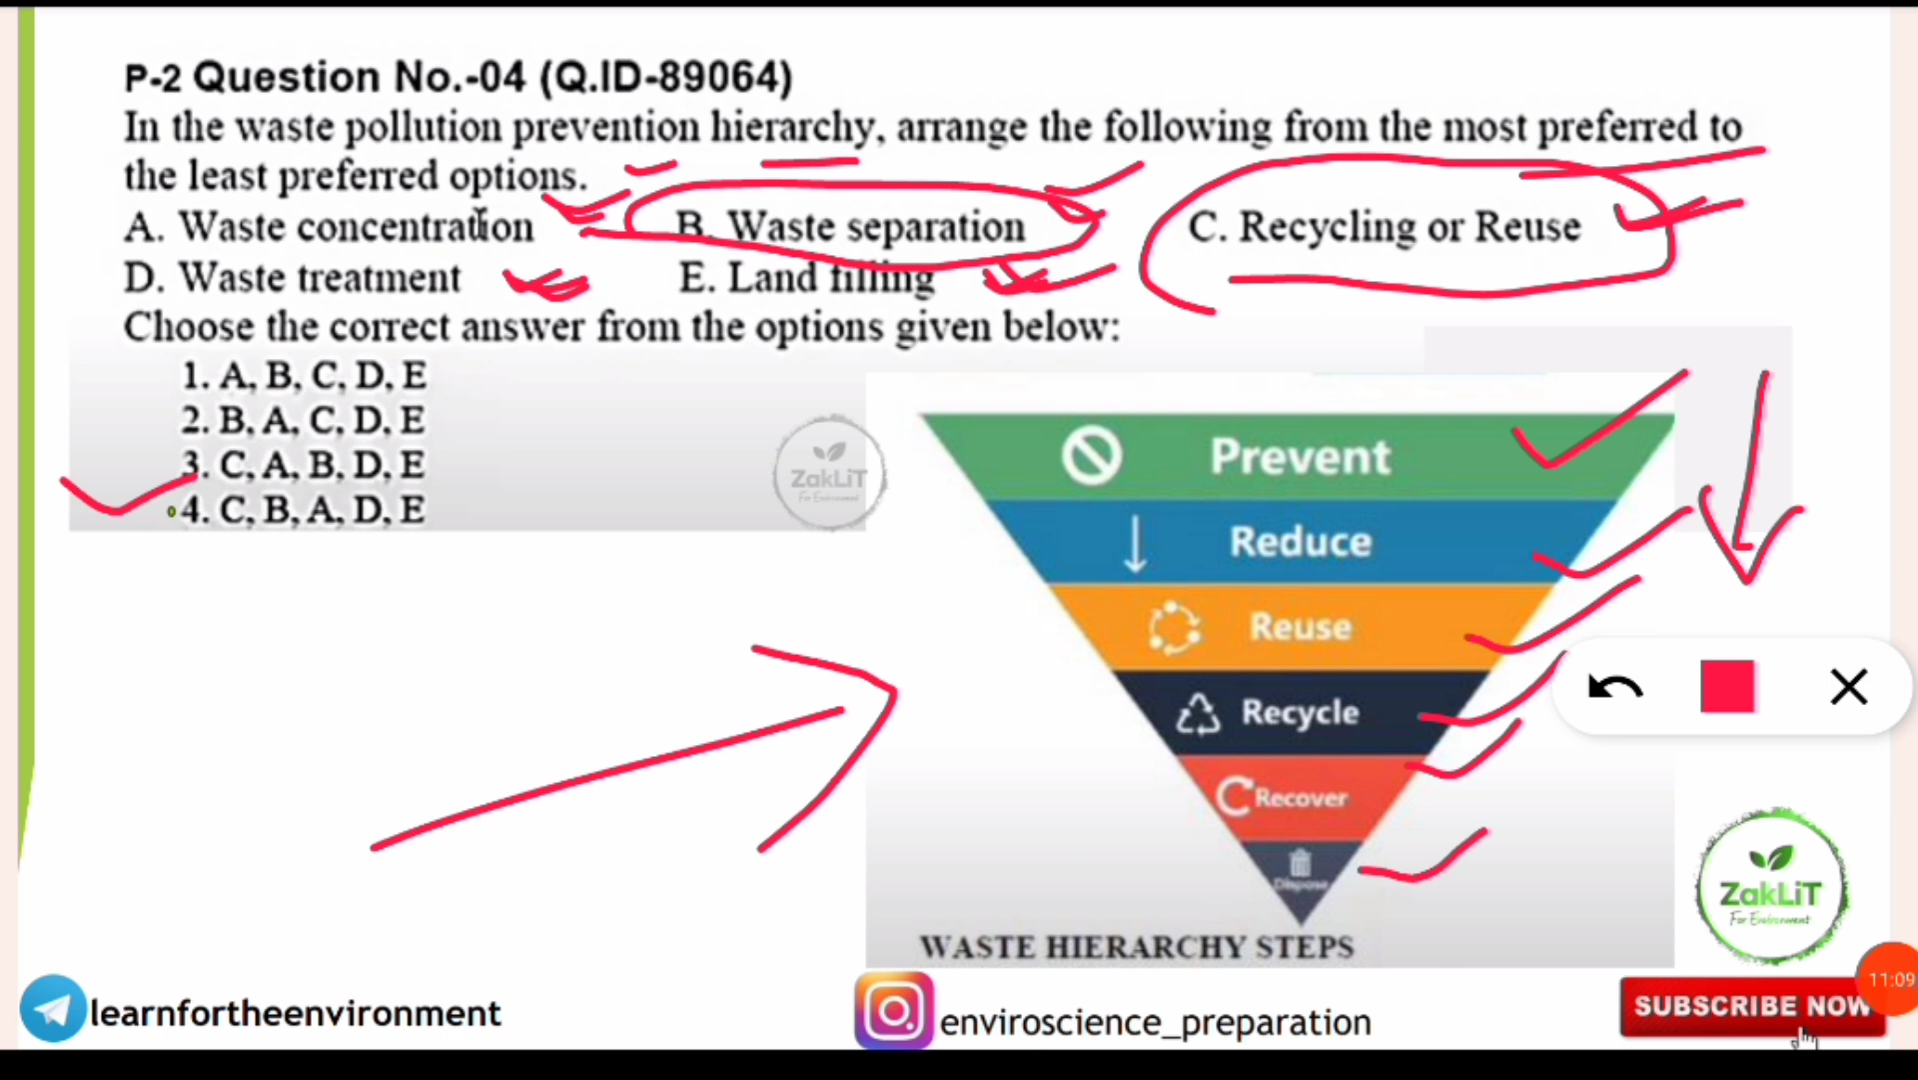 P-2 Question No.-04 (Q.ID-89064)
In the waste pollution prevention hierarchy, arrange the following from the most preferred to
the least preferred options.
A. Waste concentration B. Waste separation C. Recycling or Reuse
D. Waste treatment E. Land filling
Choose the correct answer from the options given below:
1. A, B, C, D, E
2. B, A, C, D, E
3. C, A, B, D, E
4. C, B, A, D, E
ZakLiT
For Environment
Prevent
Reduce
Reuse
Recycle
Recover
Dispose
WASTE HIERARCHY STEPS
ZakLiT
For Environment
11:09
learnfortheenvironment
enviroscience_preparation
SUBSCRIBE NOW